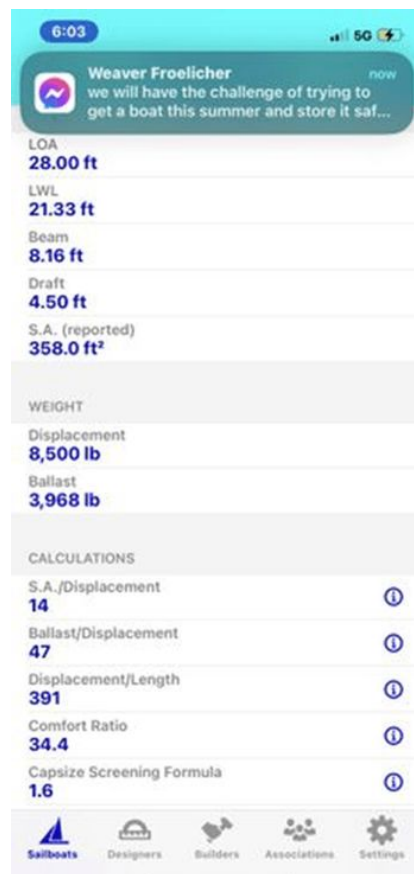 6:03
5G
Weaver Froelicher now
we will have the challenge of trying to
get a boat this summer and store it saf...
LOA
28.00 ft
LWL
21.33 ft
Beam
8.16 ft
Draft
4.50 ft
S.A. (reported)
358.0 ft²
WEIGHT
Displacement
8,500 lb
Ballast
3,968 lb
CALCULATIONS
S.A./Displacement
14
Ballast/Displacement
47
Displacement/Length
391
Comfort Ratio
34.4
Capsize Screening Formula
1.6
Sailboats Designers Builders Associations Settings